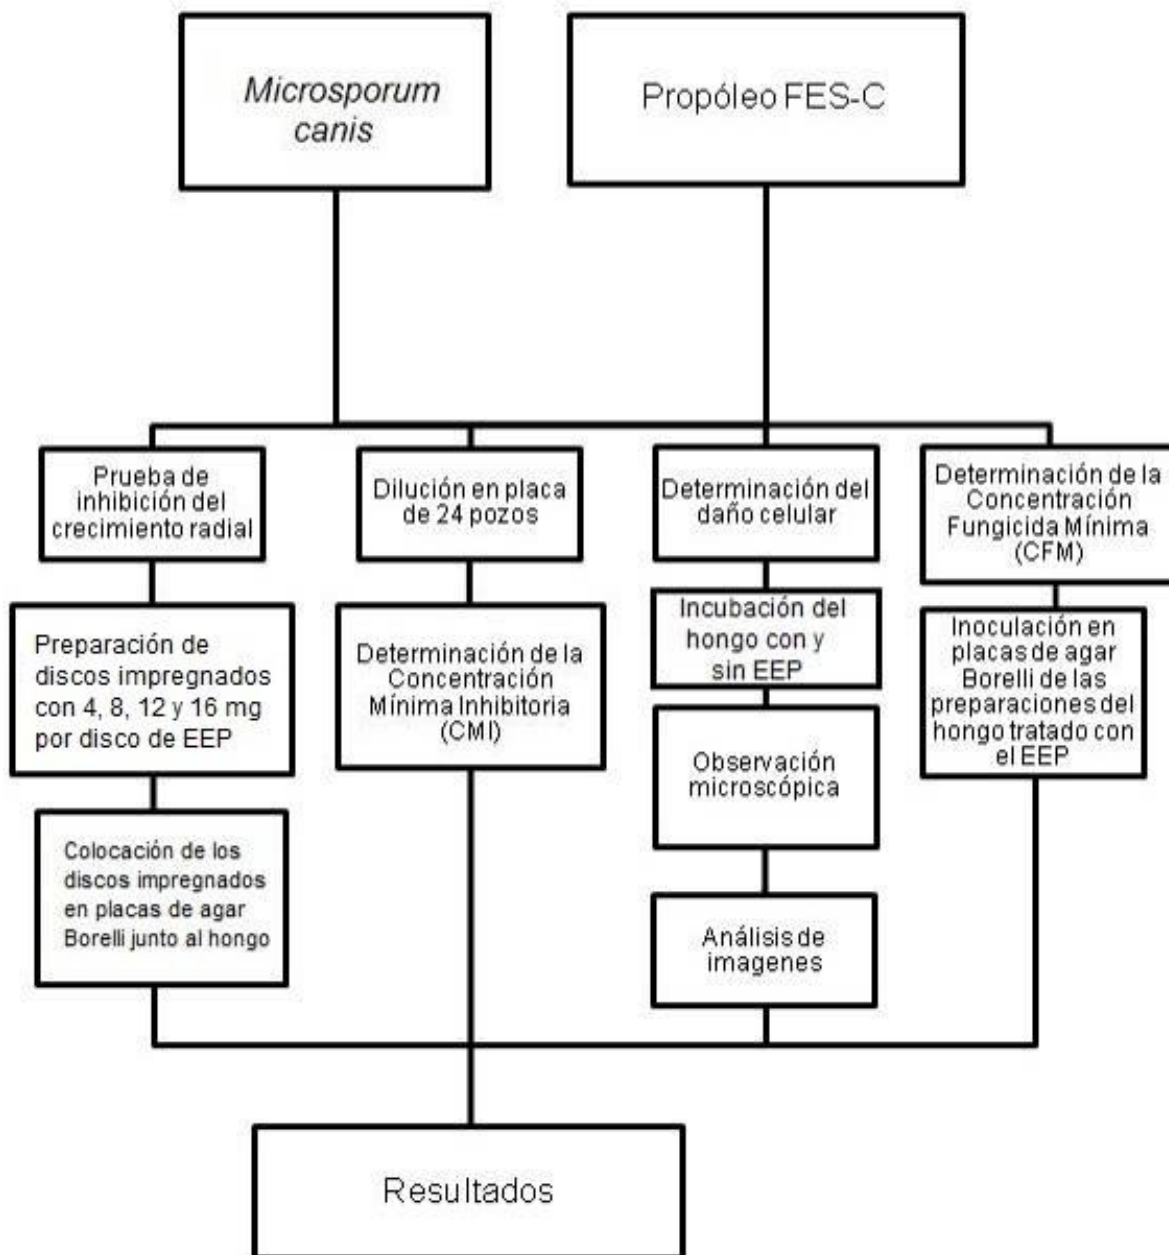 Microsporum
canis
Propóleo FES-C
Prueba de
inhibición del
crecimiento radial
Preparación de
discos impregnados
con 4, 8, 12 y 16 mg
por disco de EEP
Colocación de los
discos impregnados
en placas de agar
Borelli junto al hongo
Dilución en placa
de 24 pozos
Determinación de la
Concentración
Mínima Inhibitoria
(CMI)
Determinación del
daño celular
Incubación del
hongo con y
sin EEP
Observación
microscópica
Análisis de
imagenes
Determinación de la
Concentración
Fungicida Mínima
(CFM)
Inoculación en
placas de agar
Borelli de las
preparaciones del
hongo tratado con
el EEP
Resultados